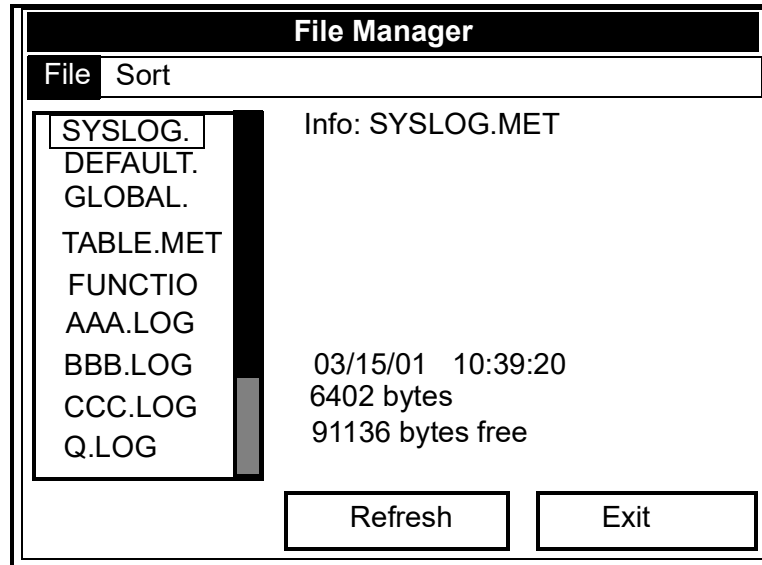 File Manager
File Sort
SYSLOG.
DEFAULT.
GLOBAL.
TABLE.MET
FUNCTIO
AAA.LOG
BBB.LOG
CCC.LOG
Q.LOG
Info: SYSLOG.MET
03/15/01 10:39:20
6402 bytes
91136 bytes free
Refresh
Exit